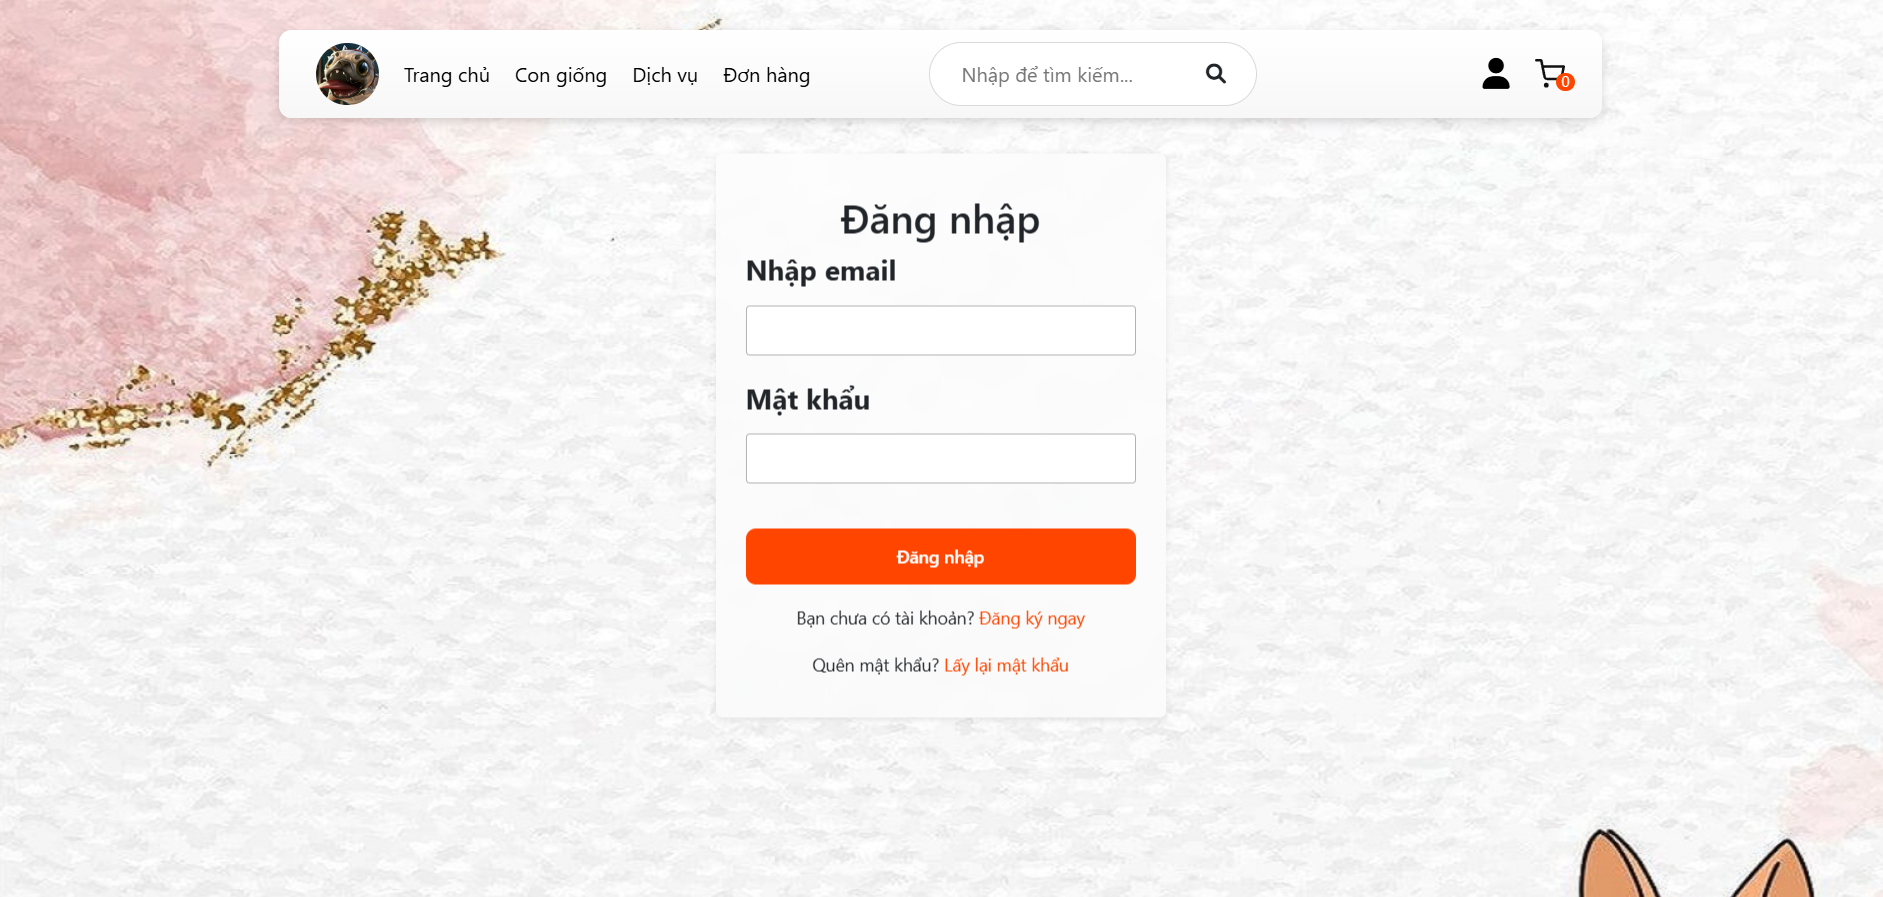 Trang chủ Con giống Dịch vụ Đơn hàng Nhập để tìm kiếm... 0
Đăng nhập
Nhập email
Mật khẩu
Đăng nhập
Bạn chưa có tài khoản? Đăng ký ngay
Quên mật khẩu? Lấy lại mật khẩu